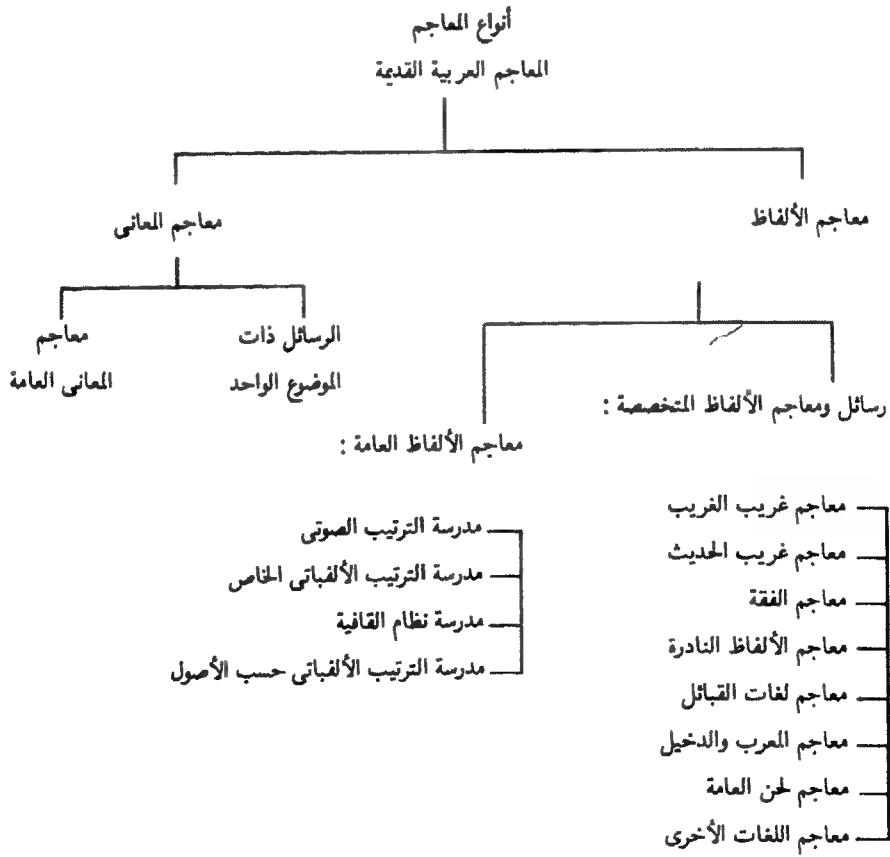 أنواع المعاجم
المعاجم العربية القديمة
معاجم الألفاظ
معاجم المعانى
رسائل ومعاجم الألفاظ المتخصصة :
معاجم الألفاظ العامة :
الرسائل ذات
الموضوع الواحد
معاجم
المعانى العامة
معاجم غريب الغريب
معاجم غريب الحديث
معاجم الفقة
معاجم الألفاظ النادرة
معاجم لغات القبائل
معاجم المعرب والدخيل
معاجم لحن العامة
معاجم اللغات الأخرى
مدرسة الترتيب الصوتى
مدرسة الترتيب الألفباتى الخاص
مدرسة نظام القافية
مدرسة الترتيب الألفباتى حسب الأصول